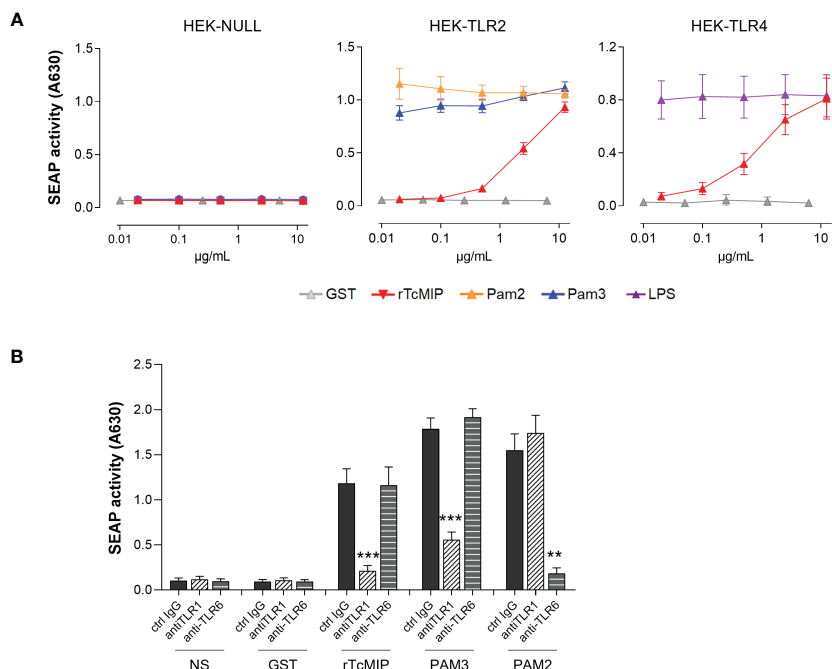 A
HEK-NULL
HEK-TLR2
HEK-TLR4
SEAP activity (A630)
1.5
1.0
0.5
0.0
0.01 0.1 1 10
µg/mL
1.5
1.0
0.5
0.0
0.01 0.1 1 10
µg/mL
1.2
0.8
0.4
0.0
0.01 0.1 1 10
µg/mL
GST rTcMIP Pam2 Pam3 LPS
B
SEAP activity (A630)
2.5
2.0
1.5
1.0
0.5
0.0
*** *** **
ctrl IgG antiTLR1 anti-TLR6 ctrl IgG antiTLR1 anti-TLR6 ctrl IgG antiTLR1 anti-TLR6 ctrl IgG antiTLR1 anti-TLR6 ctrl IgG antiTLR1 anti-TLR6
NS GST rTcMIP PAM3 PAM2